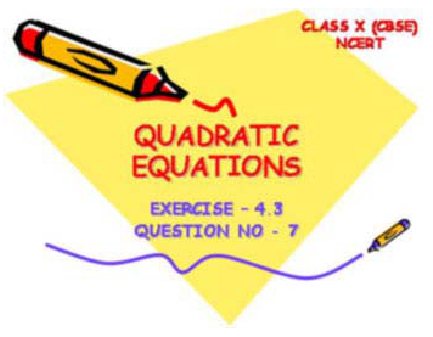 CLASS X (CBSE)
NCERT
QUADRATIC
EQUATIONS
EXERCISE - 4.3
QUESTION NO - 7